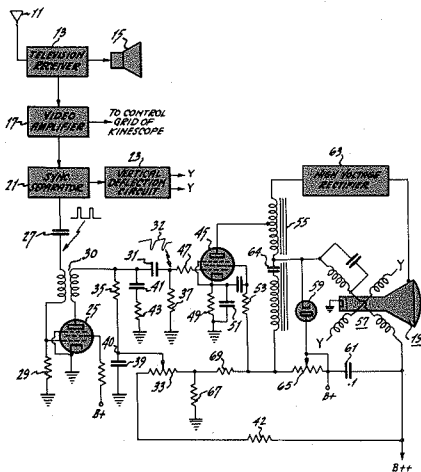 11
13
TELEVISION
RECEIVER
15
17
VIDEO
AMPLIFIER
TO CONTROL
GRID OF
KINESCOPE
21
SYNC
SEPARATOR
23
VERTICAL
DEFLECTION
CIRCUIT
Y
Y
63
HIGH VOLTAGE
RECTIFIER
27
30
32
31
47
45
55
64
59
57
Y
Y
19
35
41
43
37
49
51
53
25
29
B+
40
39
33
69
67
65
61
.1
B+
42
B++